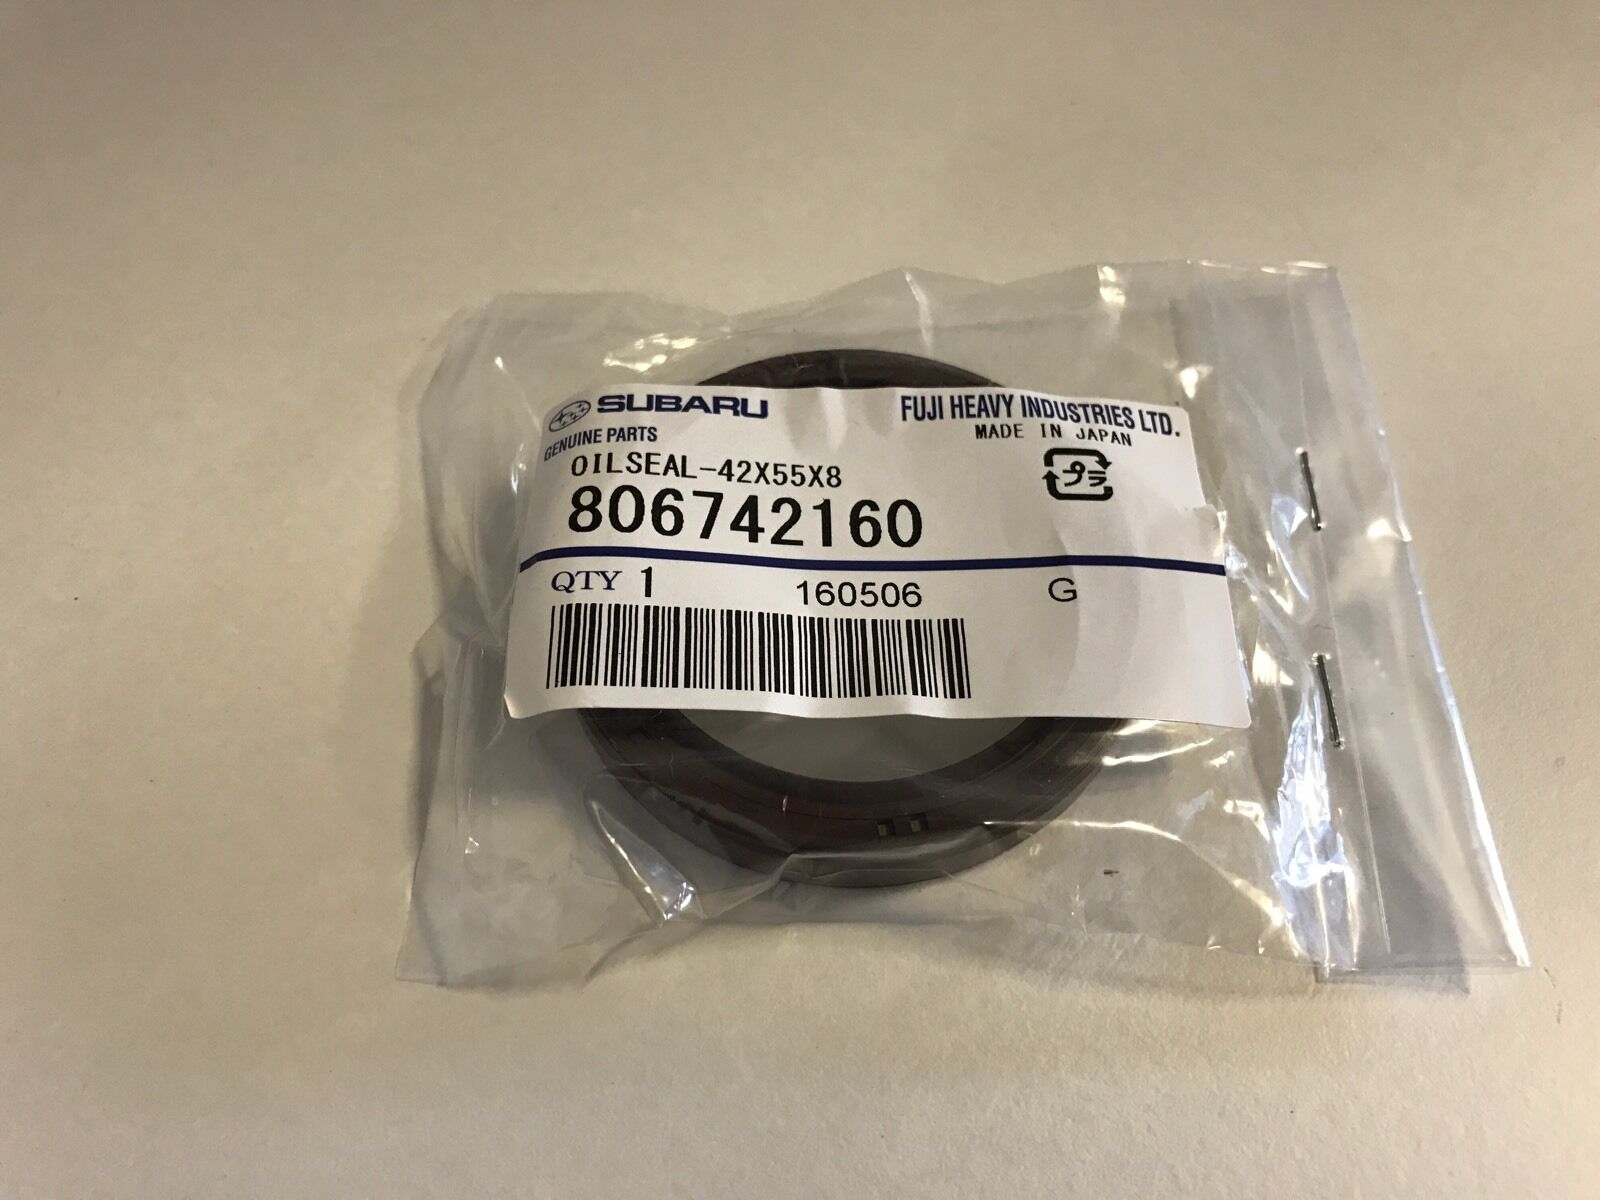 SUBARU
GENUINE PARTS
FUJI HEAVY INDUSTRIES LTD.
MADE IN JAPAN
プラ
OILSEAL-42X55X8
806742160
QTY 1 160506 G